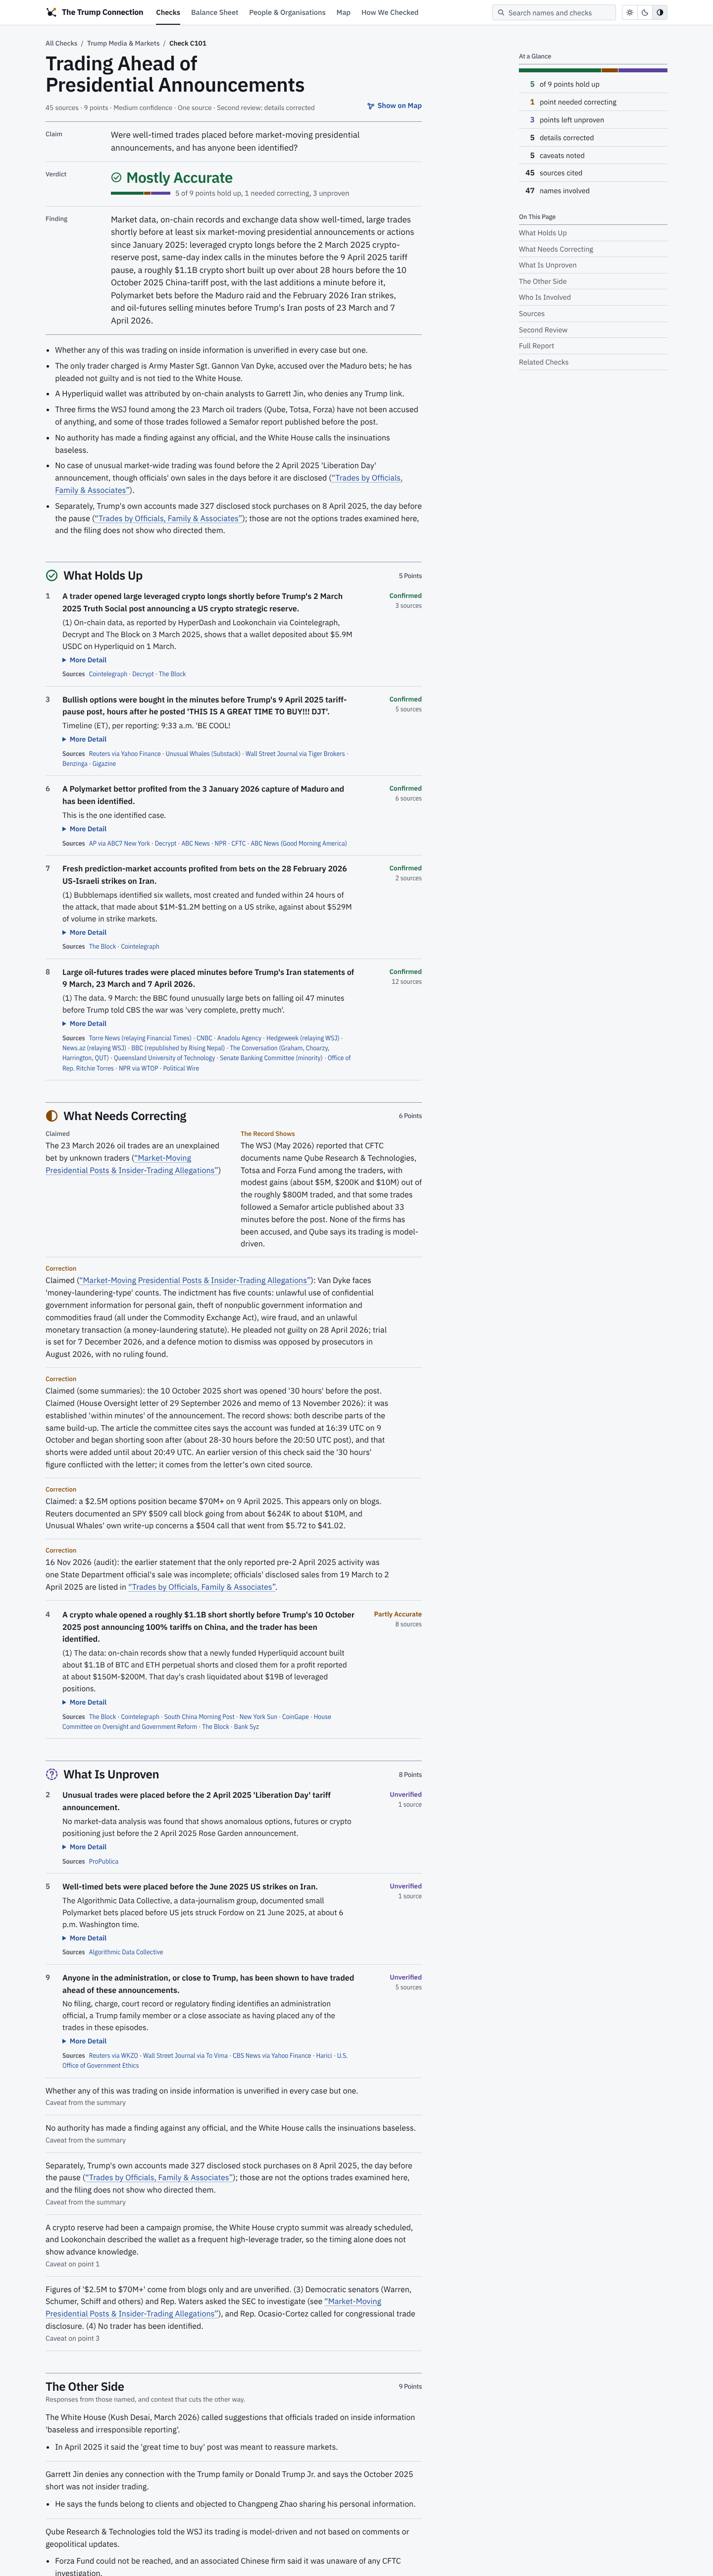 The Trump Connection
Checks
Balance Sheet
People & Organisations
Map
How We Checked
Search names and checks
All Checks / Trump Media & Markets / Check C101
Trading Ahead of
Presidential Announcements
45 sources · 9 points · Medium confidence · One source · Second review: details corrected
Show on Map
Claim
Were well-timed trades placed before market-moving presidential
announcements, and has anyone been identified?
Verdict
Mostly Accurate
5 of 9 points hold up, 1 needed correcting, 3 unproven
Finding
Market data, on-chain records and exchange data show well-timed, large trades
shortly before at least six market-moving presidential announcements or actions
since January 2025: leveraged crypto longs before the 2 March 2025 crypto-
reserve post, same-day index calls in the minutes before the 9 April 2025 tariff
pause, a roughly $1.1B crypto short built up over about 28 hours before the 10
October 2025 China-tariff post, with the last additions a minute before it,
Polymarket bets before the Maduro raid and the February 2026 Iran strikes,
and oil-futures selling minutes before Trump's Iran posts of 23 March and 7
April 2026.
• Whether any of this was trading on inside information is unverified in every case but one.
• The only trader charged is Army Master Sgt. Gannon Van Dyke, accused over the Maduro bets; he has
pleaded not guilty and is not tied to the White House.
• A Hyperliquid wallet was attributed by on-chain analysts to Garrett Jin, who denies any Trump link.
• Three firms the WSJ found among the 23 March oil traders (Qube, Totsa, Forza) have not been accused
of anything, and some of those trades followed a Semafor report published before the post.
• No authority has made a finding against any official, and the White House calls the insinuations
baseless.
• No case of unusual market-wide trading was found before the 2 April 2025 'Liberation Day'
announcement, though officials' own sales in the days before it are disclosed (“Trades by Officials,
Family & Associates”).
• Separately, Trump's own accounts made 327 disclosed stock purchases on 8 April 2025, the day before
the pause (“Trades by Officials, Family & Associates”); those are not the options trades examined here,
and the filing does not show who directed them.
At a Glance
5 of 9 points hold up
1 point needed correcting
3 points left unproven
5 details corrected
5 caveats noted
45 sources cited
47 names involved
On This Page
What Holds Up
What Needs Correcting
What Is Unproven
The Other Side
Who Is Involved
Sources
Second Review
Full Report
Related Checks
What Holds Up
5 Points
1 A trader opened large leveraged crypto longs shortly before Trump's 2 March
2025 Truth Social post announcing a US crypto strategic reserve.
Confirmed
3 sources
(1) On-chain data, as reported by HyperDash and Lookonchain via Cointelegraph,
Decrypt and The Block on 3 March 2025, shows that a wallet deposited about $5.9M
USDC on Hyperliquid on 1 March.
More Detail
Sources Cointelegraph · Decrypt · The Block
3 Bullish options were bought in the minutes before Trump's 9 April 2025 tariff-
pause post, hours after he posted 'THIS IS A GREAT TIME TO BUY!!! DJT'.
Confirmed
5 sources
Timeline (ET), per reporting: 9:33 a.m. 'BE COOL!
More Detail
Sources Reuters via Yahoo Finance · Unusual Whales (Substack) · Wall Street Journal via Tiger Brokers ·
Benzinga · Gigazine
6 A Polymarket bettor profited from the 3 January 2026 capture of Maduro and
has been identified.
Confirmed
6 sources
This is the one identified case.
More Detail
Sources AP via ABC7 New York · Decrypt · ABC News · NPR · CFTC · ABC News (Good Morning America)
7 Fresh prediction-market accounts profited from bets on the 28 February 2026
US-Israeli strikes on Iran.
Confirmed
2 sources
(1) Bubblemaps identified six wallets, most created and funded within 24 hours of
the attack, that made about $1M-$1.2M betting on a US strike, against about $529M
of volume in strike markets.
More Detail
Sources The Block · Cointelegraph
8 Large oil-futures trades were placed minutes before Trump's Iran statements of
9 March, 23 March and 7 April 2026.
Confirmed
12 sources
(1) The data. 9 March: the BBC found unusually large bets on falling oil 47 minutes
before Trump told CBS the war was 'very complete, pretty much'.
More Detail
Sources Torre News (relaying Financial Times) · CNBC · Anadolu Agency · Hedgeweek (relaying WSJ) ·
News.az (relaying WSJ) · BBC (republished by Rising Nepal) · The Conversation (Graham, Choarzy,
Harrington, QUT) · Queensland University of Technology · Senate Banking Committee (minority) · Office of
Rep. Ritchie Torres · NPR via WTOP · Political Wire
What Needs Correcting
6 Points
Claimed
The 23 March 2026 oil trades are an unexplained
bet by unknown traders (“Market-Moving
Presidential Posts & Insider-Trading Allegations”)
The Record Shows
The WSJ (May 2026) reported that CFTC
documents name Qube Research & Technologies,
Totsa and Forza Fund among the traders, with
modest gains (about $5M, $200K and $10M) out of
the roughly $800M traded, and that some trades
followed a Semafor article published about 33
minutes before the post. None of the firms has
been accused, and Qube says its trading is model-
driven.
Correction
Claimed (“Market-Moving Presidential Posts & Insider-Trading Allegations”): Van Dyke faces
'money-laundering-type' counts. The indictment has five counts: unlawful use of confidential
government information for personal gain, theft of nonpublic government information and
commodities fraud (all under the Commodity Exchange Act), wire fraud, and an unlawful
monetary transaction (a money-laundering statute). He pleaded not guilty on 28 April 2026; trial
is set for 7 December 2026, and a defence motion to dismiss was opposed by prosecutors in
August 2026, with no ruling found.
Correction
Claimed (some summaries): the 10 October 2025 short was opened '30 hours' before the post.
Claimed (House Oversight letter of 29 September 2026 and memo of 13 November 2026): it was
established 'within minutes' of the announcement. The record shows: both describe parts of the
same build-up. The article the committee cites says the account was funded at 16:39 UTC on 9
October and began shorting soon after (about 28-30 hours before the 20:50 UTC post), and that
shorts were added until about 20:49 UTC. An earlier version of this check said the '30 hours'
figure conflicted with the letter; it comes from the letter's own cited source.
Correction
Claimed: a $2.5M options position became $70M+ on 9 April 2025. This appears only on blogs.
Reuters documented an SPY $509 call block going from about $624K to about $10M, and
Unusual Whales' own write-up concerns a $504 call that went from $5.72 to $41.02.
Correction
16 Nov 2026 (audit): the earlier statement that the only reported pre-2 April 2025 activity was
one State Department official's sale was incomplete; officials' disclosed sales from 19 March to 2
April 2025 are listed in “Trades by Officials, Family & Associates”.
4 A crypto whale opened a roughly $1.1B short shortly before Trump's 10 October
2025 post announcing 100% tariffs on China, and the trader has been
identified.
Partly Accurate
8 sources
(1) The data: on-chain records show that a newly funded Hyperliquid account built
about $1.1B of BTC and ETH perpetual shorts and closed them for a profit reported
at about $150M-$200M. That day's crash liquidated about $19B of leveraged
positions.
More Detail
Sources The Block · Cointelegraph · South China Morning Post · New York Sun · CoinGape · House
Committee on Oversight and Government Reform · The Block · Bank Syz
What Is Unproven
8 Points
2 Unusual trades were placed before the 2 April 2025 'Liberation Day' tariff
announcement.
Unverified
1 source
No market-data analysis was found that shows anomalous options, futures or crypto
positioning just before the 2 April 2025 Rose Garden announcement.
More Detail
Sources ProPublica
5 Well-timed bets were placed before the June 2025 US strikes on Iran.
Unverified
1 source
The Algorithmic Data Collective, a data-journalism group, documented small
Polymarket bets placed before US jets struck Fordow on 21 June 2025, at about 6
p.m. Washington time.
More Detail
Sources Algorithmic Data Collective
9 Anyone in the administration, or close to Trump, has been shown to have traded
ahead of these announcements.
Unverified
5 sources
No filing, charge, court record or regulatory finding identifies an administration
official, a Trump family member or a close associate as having placed any of the
trades in these episodes.
More Detail
Sources Reuters via WKZO · Wall Street Journal via To Vima · CBS News via Yahoo Finance · Harici · U.S.
Office of Government Ethics
Whether any of this was trading on inside information is unverified in every case but one.
Caveat from the summary
No authority has made a finding against any official, and the White House calls the insinuations baseless.
Caveat from the summary
Separately, Trump's own accounts made 327 disclosed stock purchases on 8 April 2025, the day before
the pause (“Trades by Officials, Family & Associates”); those are not the options trades examined here,
and the filing does not show who directed them.
Caveat from the summary
A crypto reserve had been a campaign promise, the White House crypto summit was already scheduled,
and Lookonchain described the wallet as a frequent high-leverage trader, so the timing alone does not
show advance knowledge.
Caveat on point 1
Figures of '$2.5M to $70M+' come from blogs only and are unverified. (3) Democratic senators (Warren,
Schumer, Schiff and others) and Rep. Waters asked the SEC to investigate (see “Market-Moving
Presidential Posts & Insider-Trading Allegations”), and Rep. Ocasio-Cortez called for congressional trade
disclosure. (4) No trader has been identified.
Caveat on point 3
The Other Side
9 Points
Responses from those named, and context that cuts the other way.
The White House (Kush Desai, March 2026) called suggestions that officials traded on inside information
'baseless and irresponsible reporting'.
• In April 2025 it said the 'great time to buy' post was meant to reassure markets.
Garrett Jin denies any connection with the Trump family or Donald Trump Jr. and says the October 2025
short was not insider trading.
• He says the funds belong to clients and objected to Changpeng Zhao sharing his personal information.
Qube Research & Technologies told the WSJ its trading is model-driven and not based on comments or
geopolitical updates.
• Forza Fund could not be reached, and an associated Chinese firm said it was unaware of any CFTC
investigation.